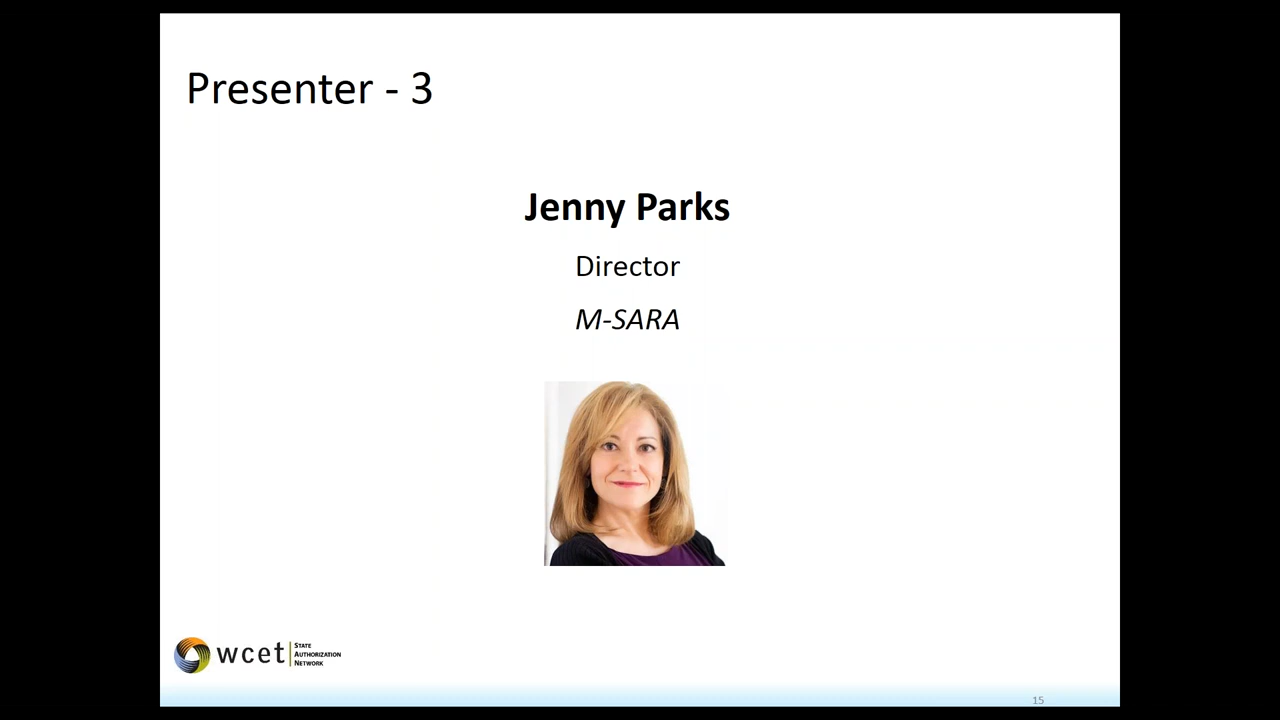 Presenter - 3
Jenny Parks
Director
M-SARA
wcet
STATE
AUTHORIZATION
NETWORK
15